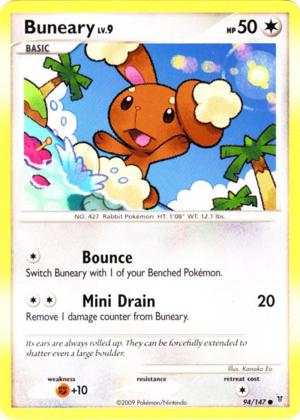 Buneary LV.9 HP 50
BASIC
NO. 427 Rabbit Pokémon HT: 1'08" WT: 12.1 lbs.
Bounce
Switch Buneary with 1 of your Benched Pokémon.
Mini Drain 20
Remove 1 damage counter from Buneary.
Its ears are always rolled up. They can be forcefully extended to
shatter even a large boulder.
Illus. Kanako Eo
weakness resistance retreat cost
+10
94/147
©2009 Pokémon/Nintendo